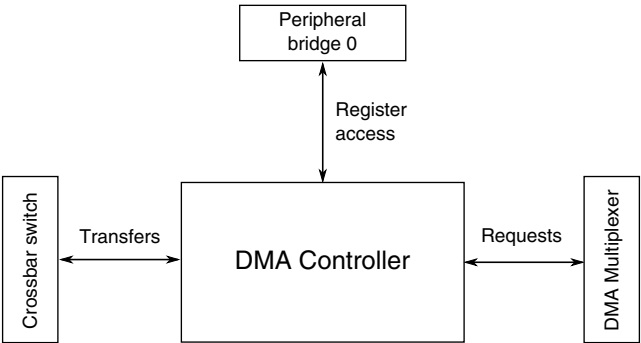 Peripheral
bridge 0
Register
access
Crossbar switch
Transfers
DMA Controller
Requests
DMA Multiplexer